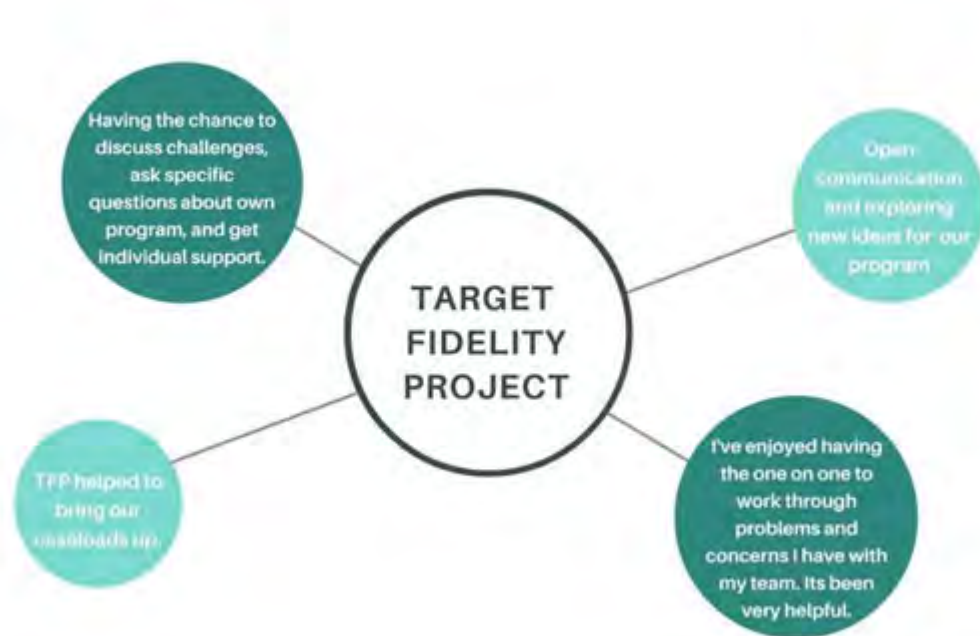 Having the chance to
discuss challenges,
ask specific
questions about own
program, and get
individual support.
Open
communication
and exploring
new ideas for our
program
TARGET
FIDELITY
PROJECT
TFP helped to
bring our
caseloads up.
I've enjoyed having
the one on one to
work through
problems and
concerns I have with
my team. Its been
very helpful.